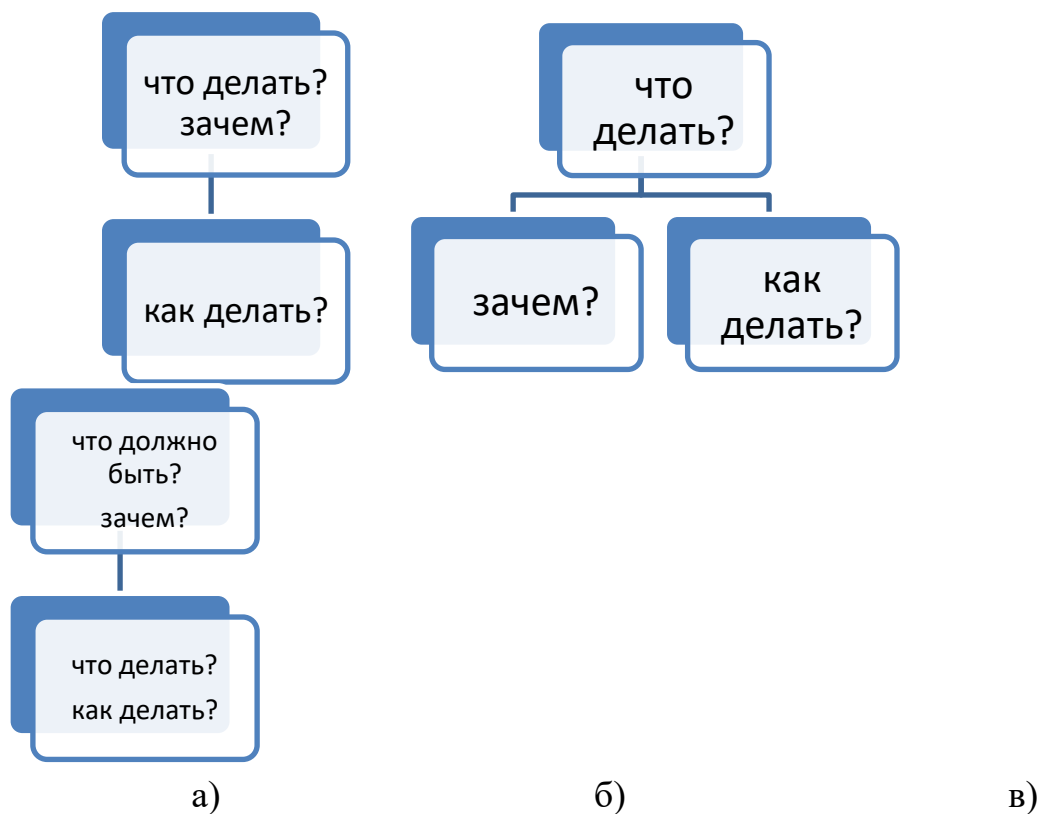 что делать?
зачем?
как делать?
что
делать?
зачем?
как
делать?
что должно
быть?
зачем?
что делать?
как делать?
а)
б)
в)